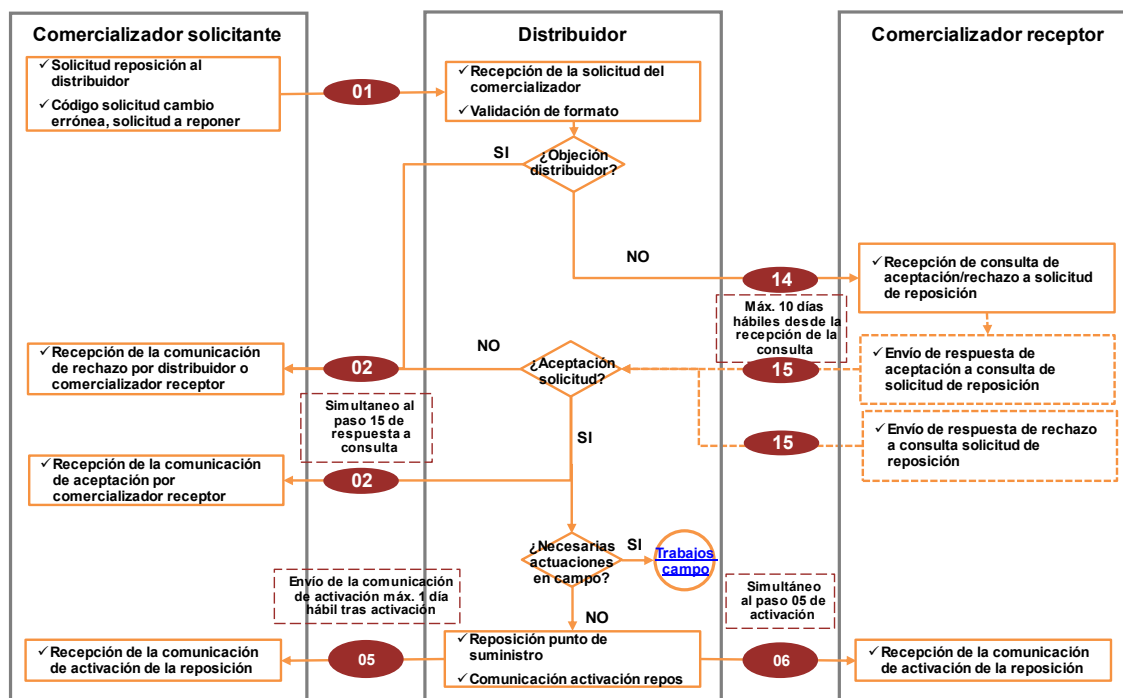 Comercializador solicitante
Distribuidor
Comercializador receptor
✓ Solicitud reposición al
distribuidor
✓ Código solicitud cambio
errónea, solicitud a reponer
01
✓ Recepción de la solicitud del
comercializador
✓ Validación de formato
SI
¿Objeción
distribuidor?
NO
14
✓ Recepción de consulta de
aceptación/rechazo a solicitud
de reposición
Máx. 10 días
hábiles desde la
recepción de la
consulta
✓ Recepción de la comunicación
de rechazo por distribuidor o
comercializador receptor
02
NO
¿Aceptación
solicitud?
15
✓ Envío de respuesta de
aceptación a consulta de
solicitud de reposición
Simultaneo al
paso 15 de
respuesta a
consulta
SI
15
✓ Envío de respuesta de rechazo
a consulta solicitud de
reposición
✓ Recepción de la comunicación
de aceptación por
comercializador receptor
02
¿Necesarias
actuaciones
en campo?
SI
Trabajos
campo
Envío de la comunicación
de activación máx. 1 día
hábil tras activación
Simultáneo
al paso 05 de
activación
NO
✓ Recepción de la comunicación
de activación de la reposición
05
✓ Reposición punto de
suministro
✓ Comunicación activación repos
06
✓ Recepción de la comunicación
de activación de la reposición